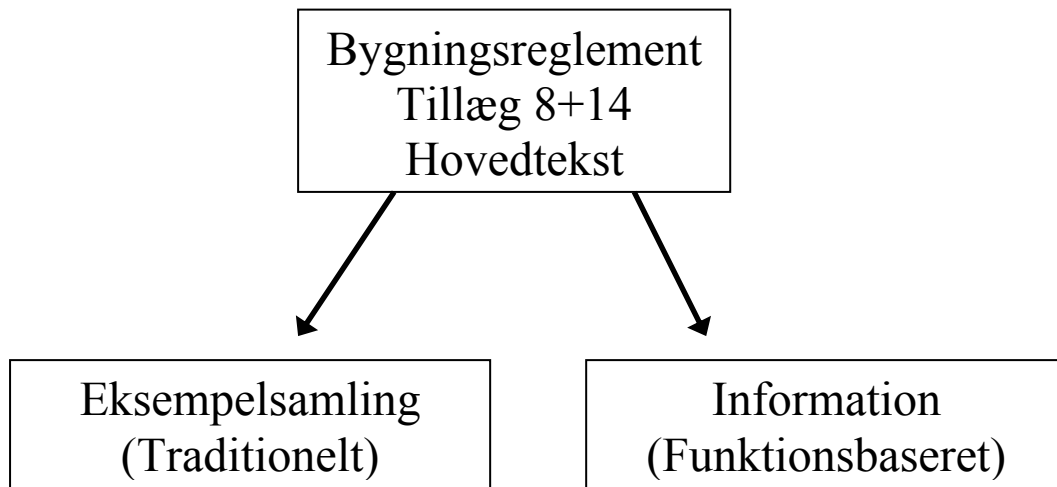 Bygningsreglement
Tillæg 8+14
Hovedtekst
Eksempelsamling
(Traditionelt)
Information
(Funktionsbaseret)